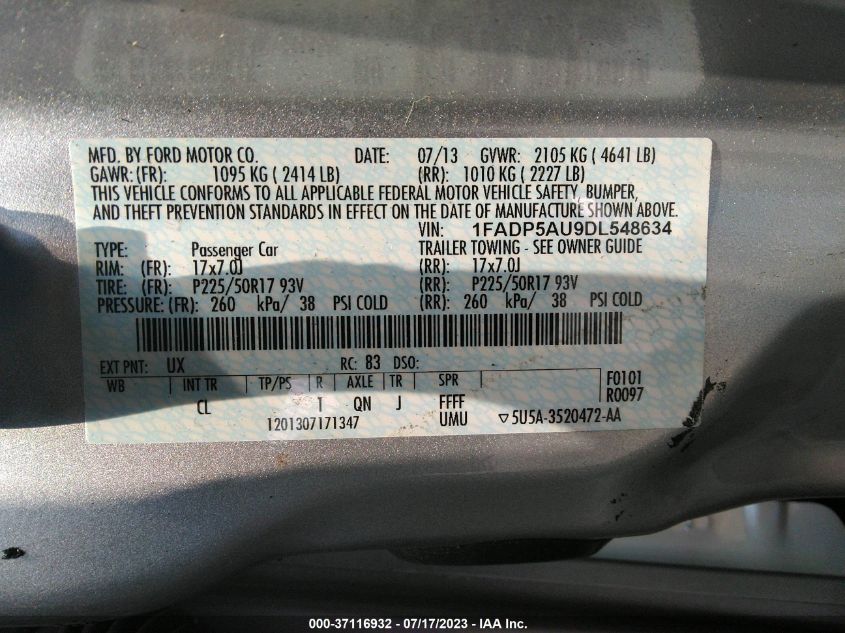 MFD. BY FORD MOTOR CO. DATE: 07/13 GVWR: 2105 KG ( 4641 LB)
GAWR: (FR): 1095 KG ( 2414 LB) (RR): 1010 KG ( 2227 LB)
THIS VEHICLE CONFORMS TO ALL APPLICABLE FEDERAL MOTOR VEHICLE SAFETY, BUMPER,
AND THEFT PREVENTION STANDARDS IN EFFECT ON THE DATE OF MANUFACTURE SHOWN ABOVE.
VIN: 1FADP5AU9DL548634
TYPE: Passenger Car TRAILER TOWING - SEE OWNER GUIDE
RIM: (FR): 17x7.0J (RR): 17x7.0J
TIRE: (FR): P225/50R17 93V (RR): P225/50R17 93V
PRESSURE: (FR): 260 kPa/ 38 PSI COLD (RR): 260 kPa/ 38 PSI COLD
EXT PNT: UX RC: 83 DSO:
WB INT TR TP/PS R AXLE TR SPR F0101
CL T QN J FFFF R0097
1201307171347 UMU ▽5U5A-3520472-AA
000-37116932 - 07/17/2023 - IAA Inc.